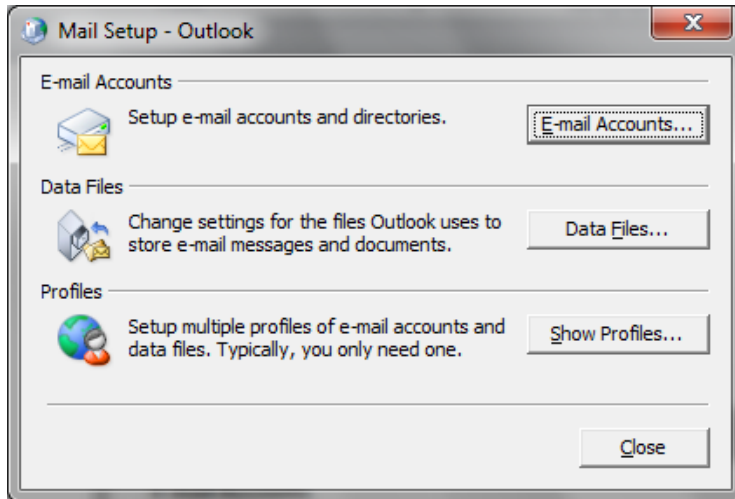 Mail Setup - Outlook
E-mail Accounts
Setup e-mail accounts and directories.
E-mail Accounts...
Data Files
Change settings for the files Outlook uses to
store e-mail messages and documents.
Data Files...
Profiles
Setup multiple profiles of e-mail accounts and
data files. Typically, you only need one.
Show Profiles...
Close